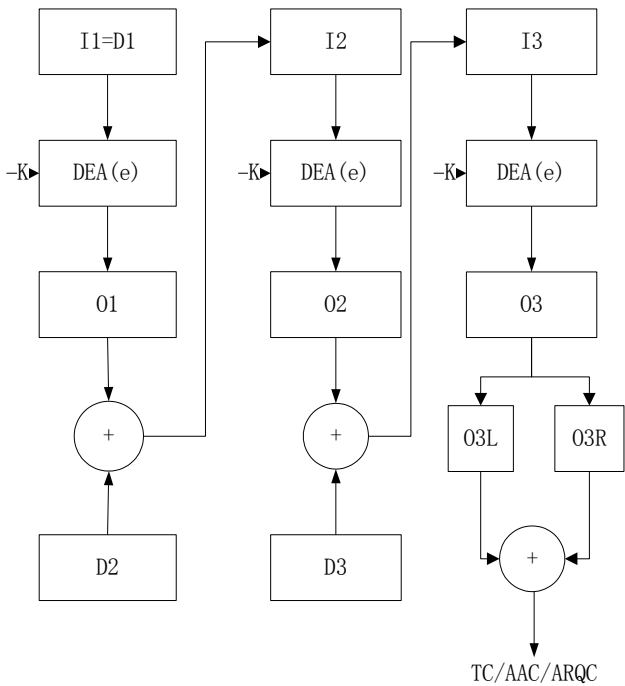 I1=D1
I2
I3
-K
DEA(e)
-K
DEA(e)
-K
DEA(e)
O1
O2
O3
+
+
O3L
O3R
D2
D3
+
TC/AAC/ARQC